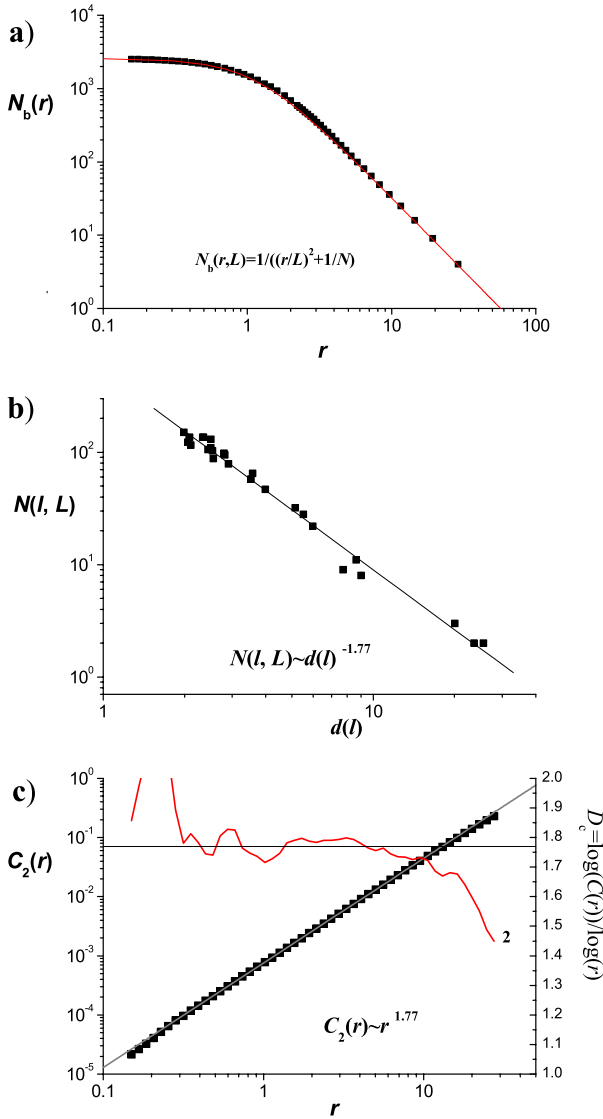 a)
10^4
10^3
N_b(r)
10^2
10^1
N_b(r,L)=1/((r/L)^2+1/N)
10^0
0.1 1 10 100
r
b)
10^2
N(l, L)
10^1
N(l, L)~d(l)^-1.77
10^0
1 10
d(l)
c)
10^0 2.0
1.9
10^-1 1.8
C_2(r)
1.7
10^-2 1.6
1.5
2
10^-3 1.4
1.3
10^-4 1.2
C_2(r)~r^1.77
1.1
10^-5 1.0
D_c=log(C(r))/log(r)
0.1 1 10
r